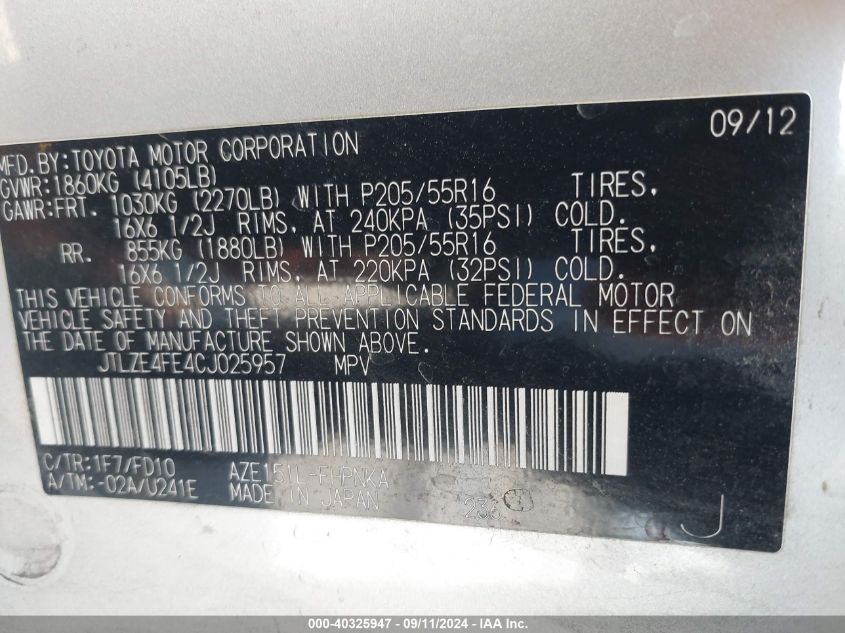 09/12
MFD.BY:TOYOTA MOTOR CORPORATION
GVWR:1860KG (4105LB)
GAWR:FRT. 1030KG (2270LB) WITH P205/55R16 TIRES.
16X6 1/2J RIMS. AT 240KPA (35PSI) COLD.
RR. 855KG (1880LB) WITH P205/55R16 TIRES.
16X6 1/2J RIMS. AT 220KPA (32PSI) COLD.
THIS VEHICLE CONFORMS TO ALL APPLICABLE FEDERAL MOTOR
VEHICLE SAFETY AND THEFT PREVENTION STANDARDS IN EFFECT ON
THE DATE OF MANUFACTURE SHOWN ABOVE.
JTLZE4FE4CJ025957 MPV
C/TR:1F7/FD10 AZE151L-FHPNKA
A/TM:-02A/U241E MADE IN JAPAN 236 J
000-40325947 - 09/11/2024 - IAA Inc.